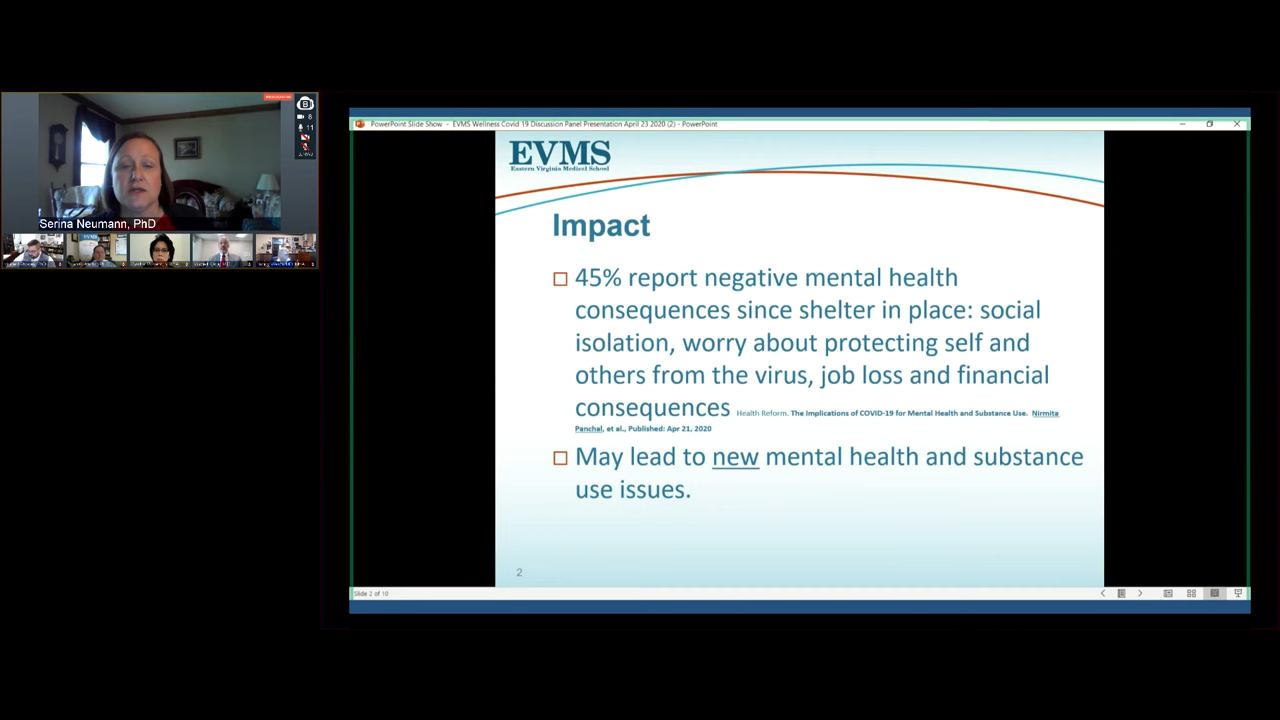 B
8
11
Serina Neumann, PhD
PowerPoint Slide Show - EVMS Wellness Covid 19 Discussion Panel Presentation April 23 2020 (2) - PowerPoint
EVMS
Eastern Virginia Medical School
Impact
45% report negative mental health
consequences since shelter in place: social
isolation, worry about protecting self and
others from the virus, job loss and financial
consequences Health Reform. The Implications of COVID-19 for Mental Health and Substance Use. Nirmita
Panchal, et al., Published: Apr 21, 2020
May lead to new mental health and substance
use issues.
2
Slide 2 of 10